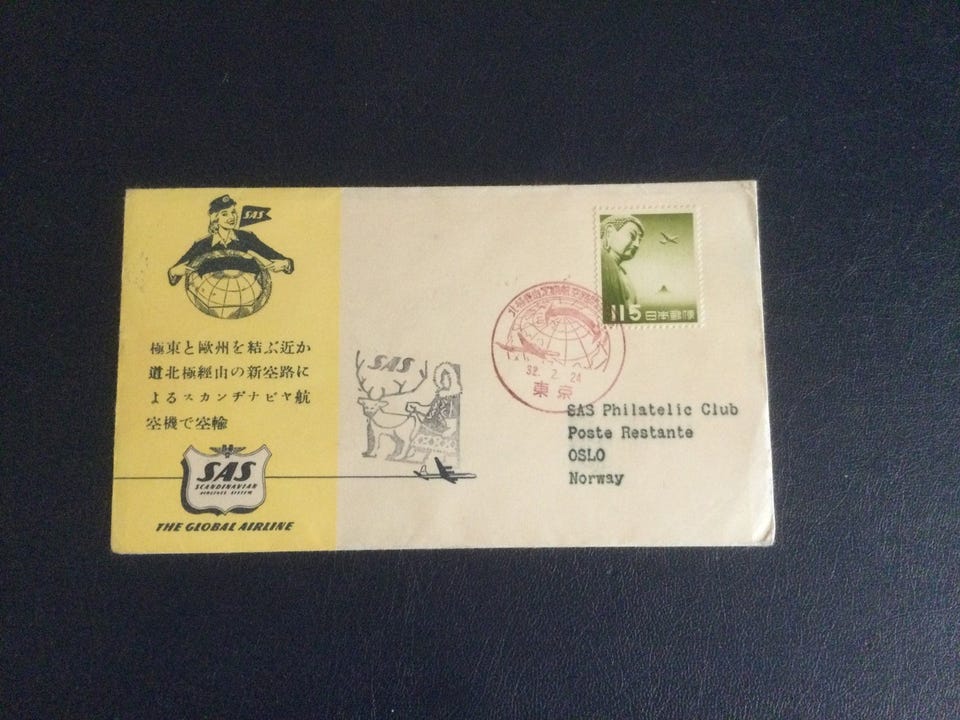 SAS
極東と歐州を結ぶ近か
道北極經由の新空路に
よるスカンヂナビヤ航
空機で空輸
SAS
SCANDINAVIAN
AIRLINES SYSTEM
THE GLOBAL AIRLINE
SAS
115 日本郵便
32. 2. 24
東京
SAS Philatelic Club
Poste Restante
OSLO
Norway